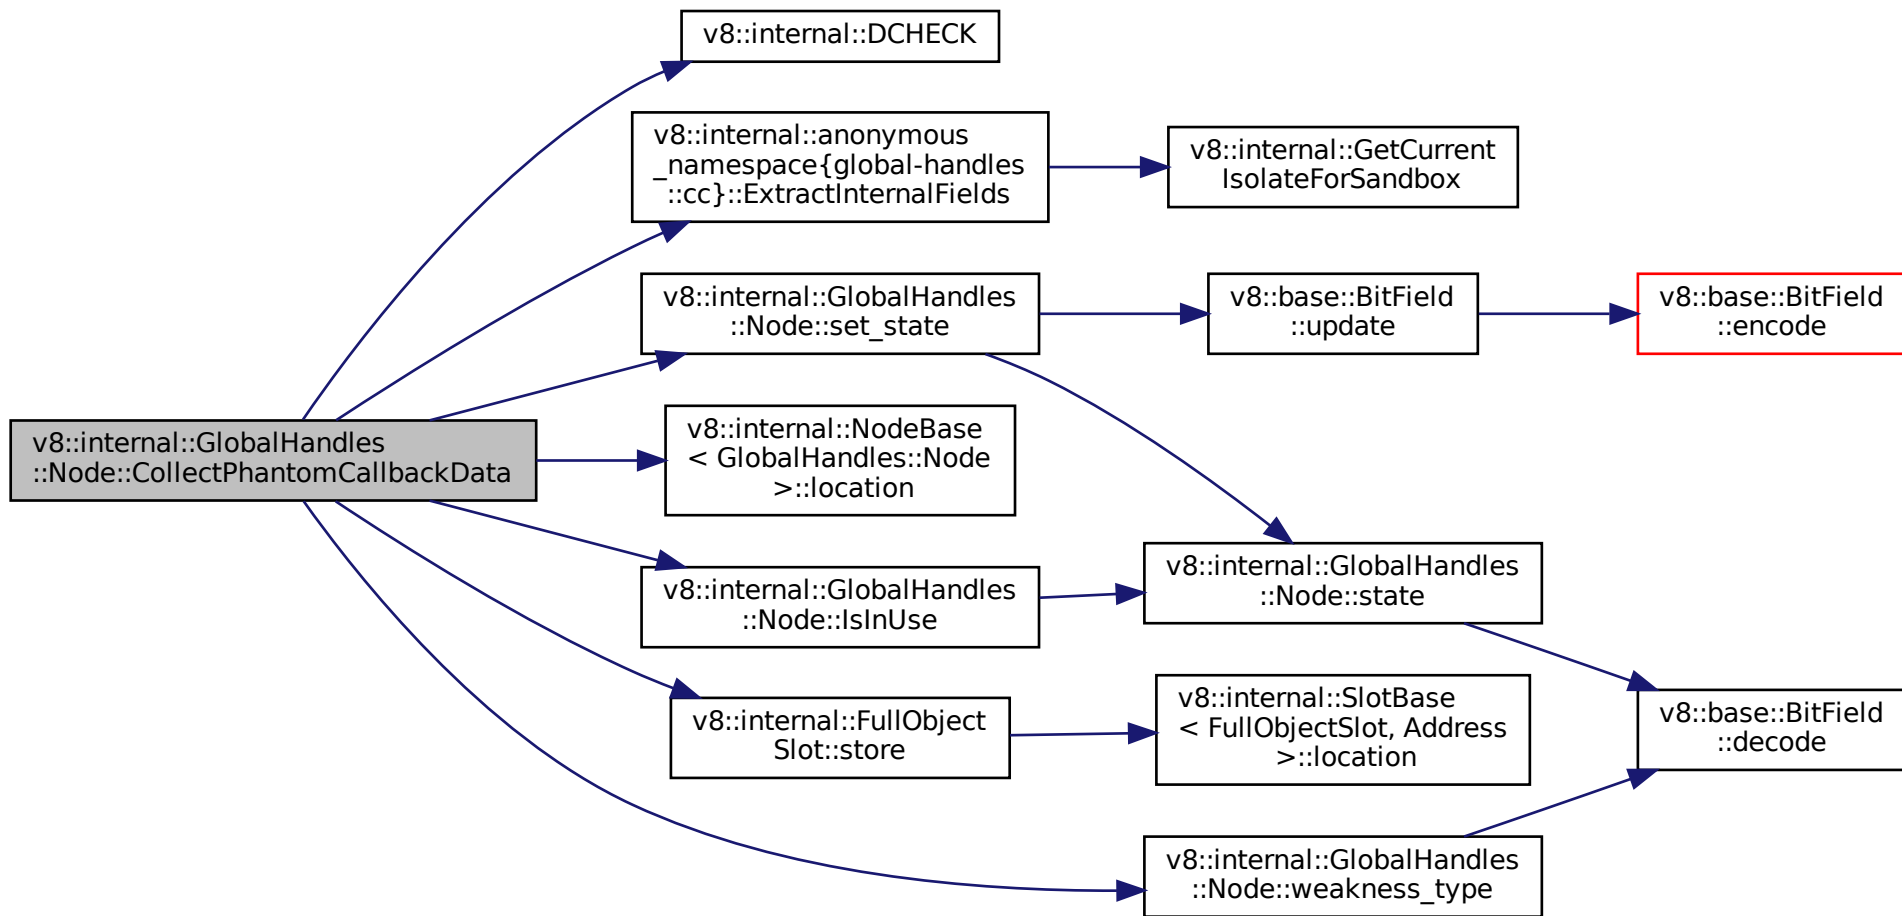 v8::internal::DCHECK
v8::internal::anonymous
_namespace{global-handles
::cc}::ExtractInternalFields
v8::internal::GetCurrent
IsolateForSandbox
v8::internal::GlobalHandles
::Node::set_state
v8::base::BitField
::update
v8::base::BitField
::encode
v8::internal::GlobalHandles
::Node::CollectPhantomCallbackData
v8::internal::NodeBase
< GlobalHandles::Node
>::location
v8::internal::GlobalHandles
::Node::IsInUse
v8::internal::GlobalHandles
::Node::state
v8::internal::FullObject
Slot::store
v8::internal::SlotBase
< FullObjectSlot, Address
>::location
v8::base::BitField
::decode
v8::internal::GlobalHandles
::Node::weakness_type